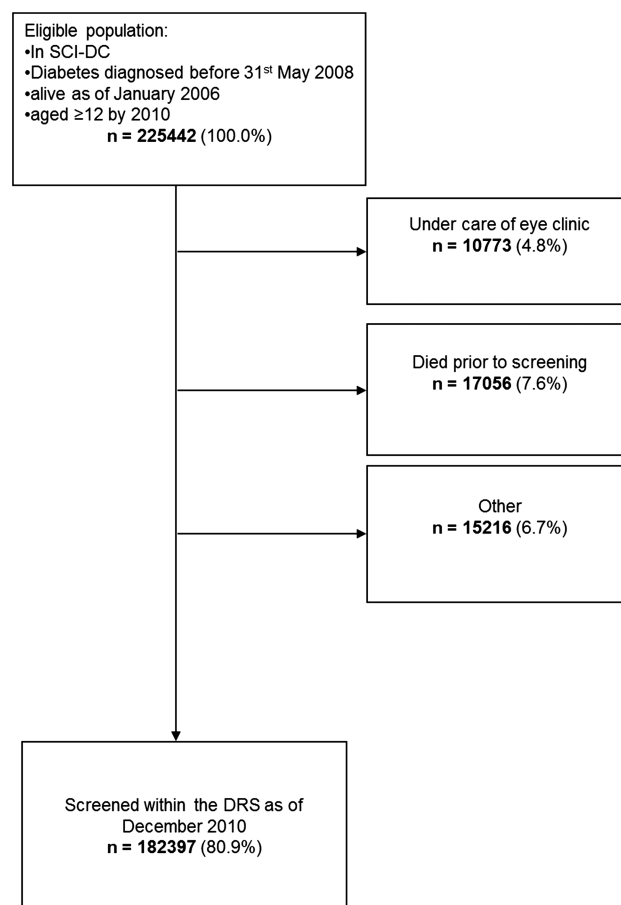 Eligible population:
•In SCI-DC
•Diabetes diagnosed before 31st May 2008
•alive as of January 2006
•aged ≥12 by 2010
n = 225442 (100.0%)
Under care of eye clinic
n = 10773 (4.8%)
Died prior to screening
n = 17056 (7.6%)
Other
n = 15216 (6.7%)
Screened within the DRS as of
December 2010
n = 182397 (80.9%)